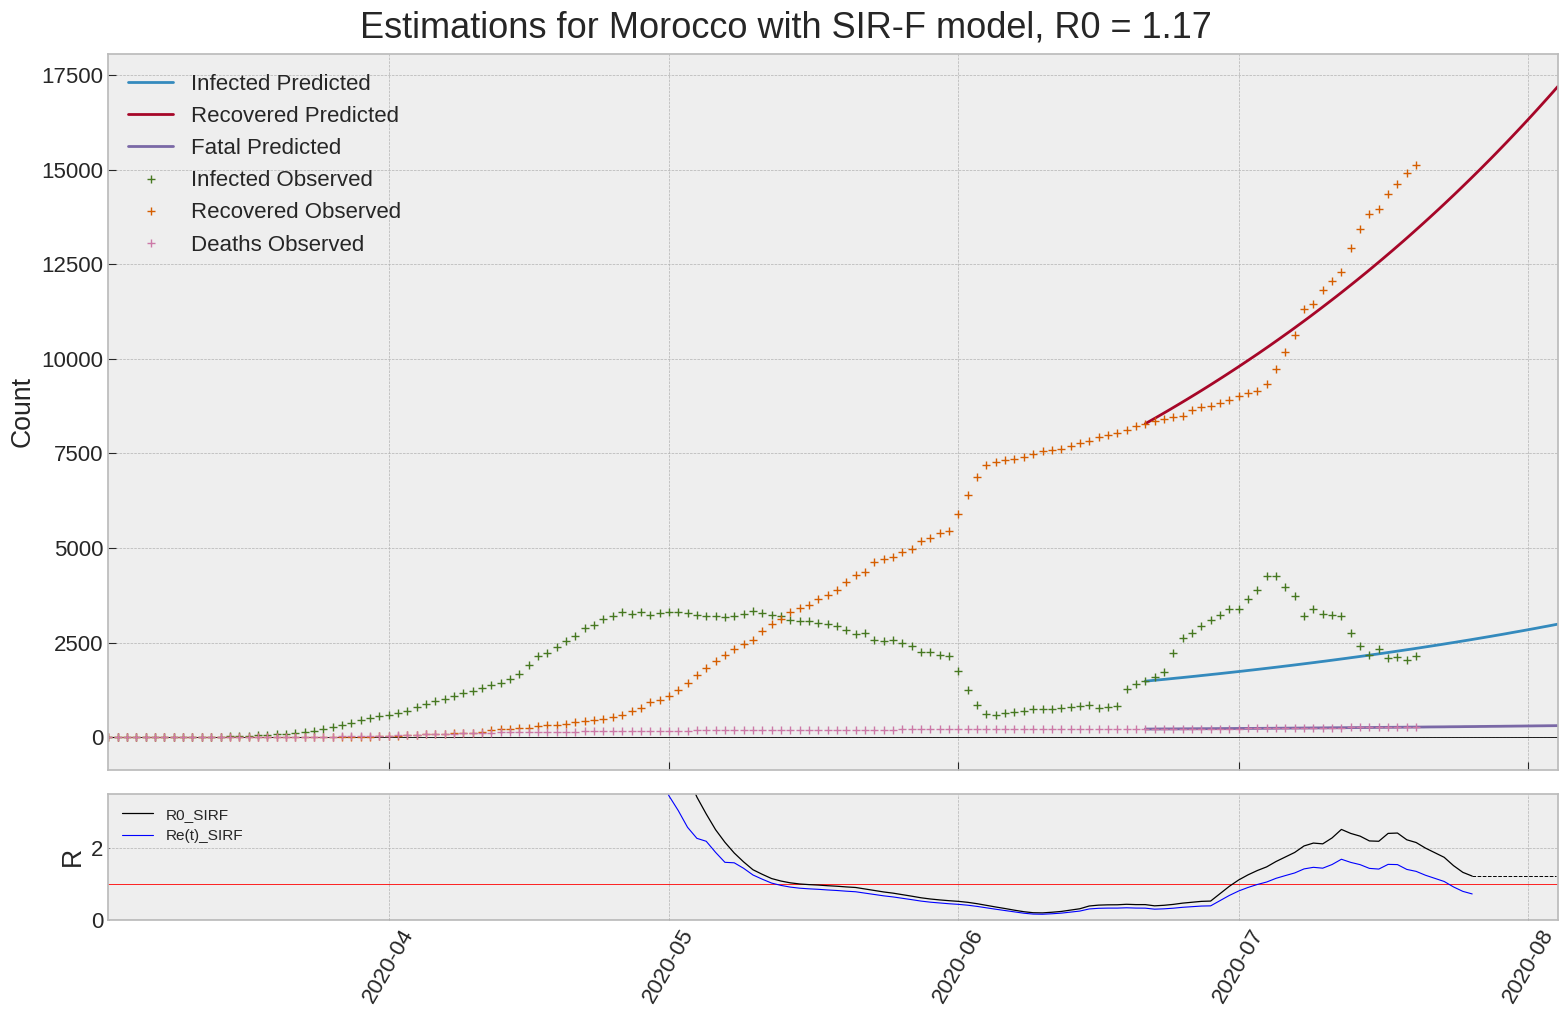 Estimations for Morocco with SIR-F model, R0 = 1.17
17500
15000
12500
10000
7500
5000
2500
0
Count
Infected Predicted
Recovered Predicted
Fatal Predicted
Infected Observed
Recovered Observed
Deaths Observed
2
0
R
R0_SIRF
Re(t)_SIRF
2020-04
2020-05
2020-06
2020-07
2020-08